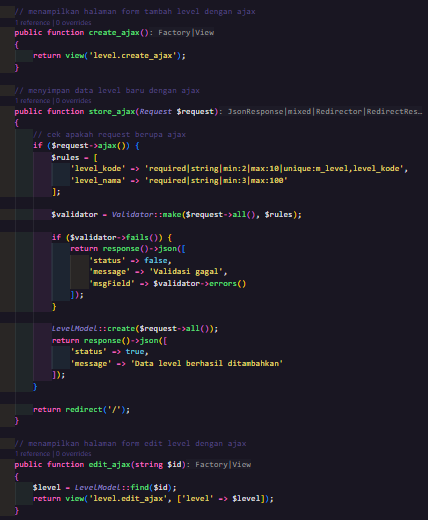 // menampilkan halaman form tambah level dengan ajax
1 reference | 0 overrides
public function create_ajax(): Factory|View
{
return view('level.create_ajax');
}
// menyimpan data level baru dengan ajax
1 reference | 0 overrides
public function store_ajax(Request $request): JsonResponse|mixed|Redirector|RedirectRes…
{
// cek apakah request berupa ajax
if ($request->ajax()) {
$rules = [
'level_kode' => 'required|string|min:2|max:10|unique:m_level,level_kode',
'level_nama' => 'required|string|min:3|max:100'
];
$validator = Validator::make($request->all(), $rules);
if ($validator->fails()) {
return response()->json([
'status' => false,
'message' => 'Validasi gagal',
'msgField' => $validator->errors()
]);
}
LevelModel::create($request->all());
return response()->json([
'status' => true,
'message' => 'Data level berhasil ditambahkan'
]);
}
return redirect('/');
}
// menampilkan halaman form edit level dengan ajax
1 reference | 0 overrides
public function edit_ajax(string $id): Factory|View
{
$level = LevelModel::find($id);
return view('level.edit_ajax', ['level' => $level]);
}